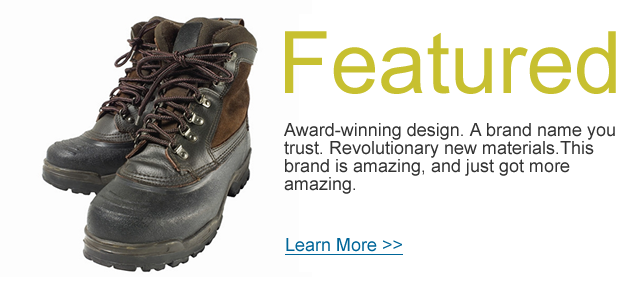 Featured
Award-winning design. A brand name you
trust. Revolutionary new materials.This
brand is amazing, and just got more
amazing.
Learn More >>